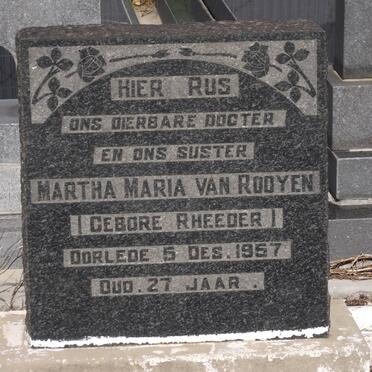 HIER RUS
ONS DIERBARE DOGTER
EN ONS SUSTER
MARTHA MARIA VAN ROOYEN
(GEBORE RHEEDER)
OORLEDE 5 DES. 1957
OUD. 27 JAAR.